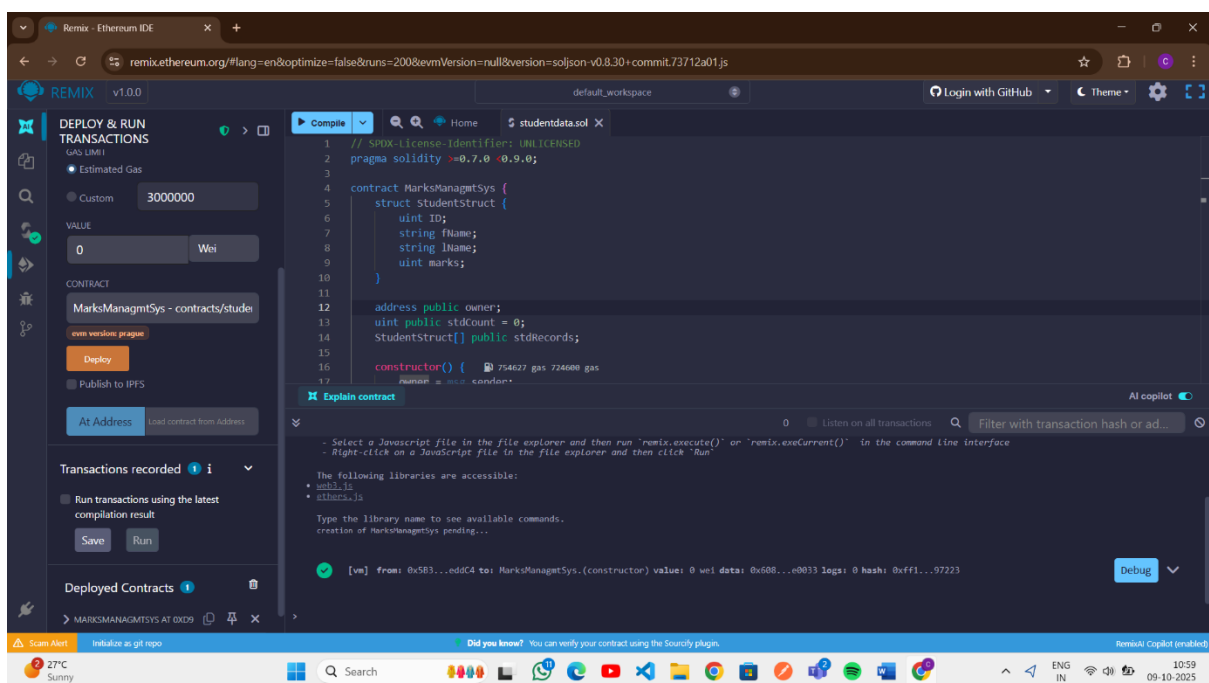 Remix - Ethereum IDE
remix.ethereum.org/#lang=en&optimize=false&runs=200&evmVersion=null&version=soljson-v0.8.30+commit.73712a01.js
REMIX v1.0.0
default_workspace
Login with GitHub
Theme
DEPLOY & RUN
TRANSACTIONS
GAS LIMIT
Estimated Gas
Custom 3000000
VALUE
0 Wei
CONTRACT
MarksManagmtSys - contracts/studer
evm version: prague
Deploy
Publish to IPFS
At Address Load contract from Address
Transactions recorded 1 i
Run transactions using the latest
compilation result
Save Run
Deployed Contracts 1
MARKSMANAGMTSYS AT 0XD9
Compile
Home
studentdata.sol
1 // SPDX-License-Identifier: UNLICENSED
2 pragma solidity >=0.7.0 <0.9.0;
3
4 contract MarksManagmtSys {
5 struct StudentStruct {
6 uint ID;
7 string fName;
8 string lName;
9 uint marks;
10 }
11
12 address public owner;
13 uint public stdCount = 0;
14 StudentStruct[] public stdRecords;
15
16 constructor() { 754627 gas 724600 gas
17 owner = msg.sender;
Explain contract
AI copilot
0 Listen on all transactions Filter with transaction hash or ad...
- Select a Javascript file in the file explorer and then run `remix.execute()` or `remix.exeCurrent()` in the command line interface
- Right-click on a JavaScript file in the file explorer and then click `Run`
The following libraries are accessible:
• web3.js
• ethers.js
Type the library name to see available commands.
creation of MarksManagmtSys pending...
[vm] from: 0x5B3...eddC4 to: MarksManagmtSys.(constructor) value: 0 wei data: 0x608...e0033 logs: 0 hash: 0xff1...97223
Debug
>
Scam Alert Initialize as git repo
Did you know? You can verify your contract using the Sourcify plugin.
RemixAI Copilot (enabled)
2
27°C
Sunny
Search
ENG
IN
10:59
09-10-2025